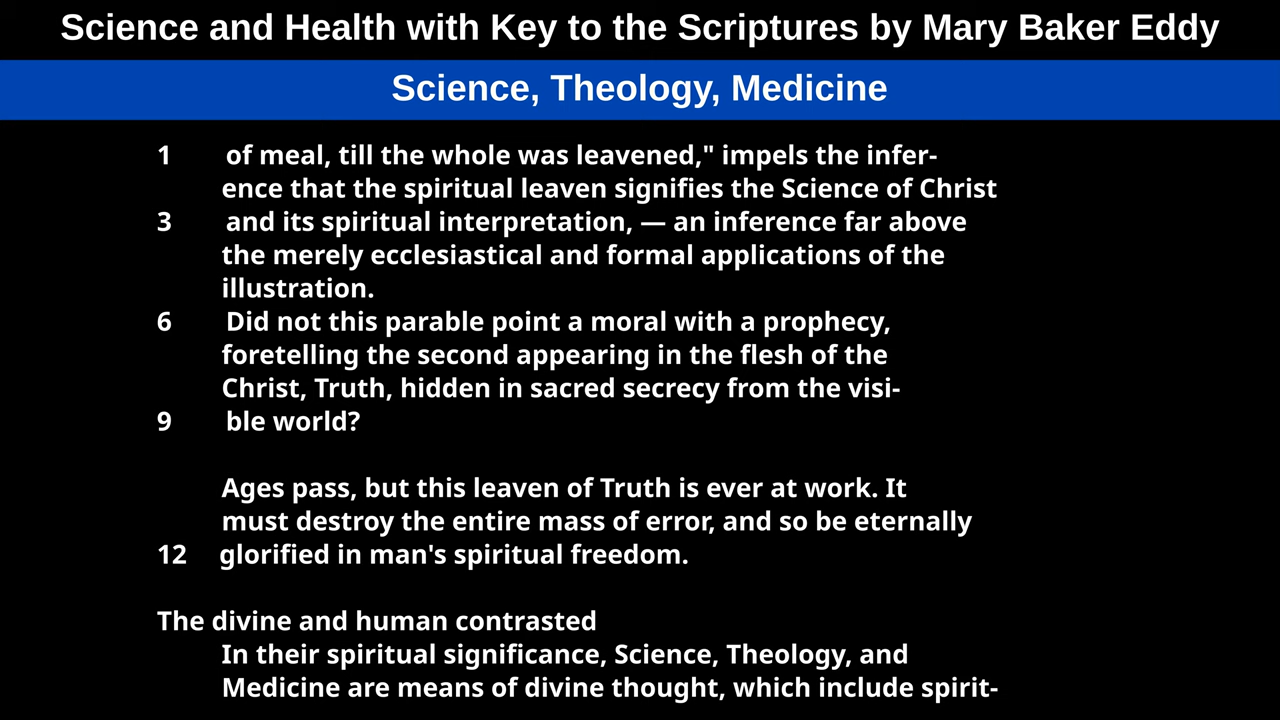 Science and Health with Key to the Scriptures by Mary Baker Eddy
Science, Theology, Medicine
1 of meal, till the whole was leavened," impels the infer-
ence that the spiritual leaven signifies the Science of Christ
3 and its spiritual interpretation, — an inference far above
the merely ecclesiastical and formal applications of the
illustration.
6 Did not this parable point a moral with a prophecy,
foretelling the second appearing in the flesh of the
Christ, Truth, hidden in sacred secrecy from the visi-
9 ble world?
Ages pass, but this leaven of Truth is ever at work. It
must destroy the entire mass of error, and so be eternally
12 glorified in man's spiritual freedom.
The divine and human contrasted
In their spiritual significance, Science, Theology, and
Medicine are means of divine thought, which include spirit-